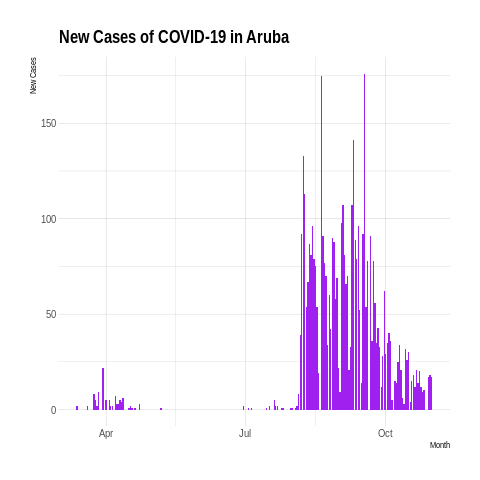 New Cases of COVID-19 in Aruba
New Cases
150
100
50
0
Apr
Jul
Oct
Month